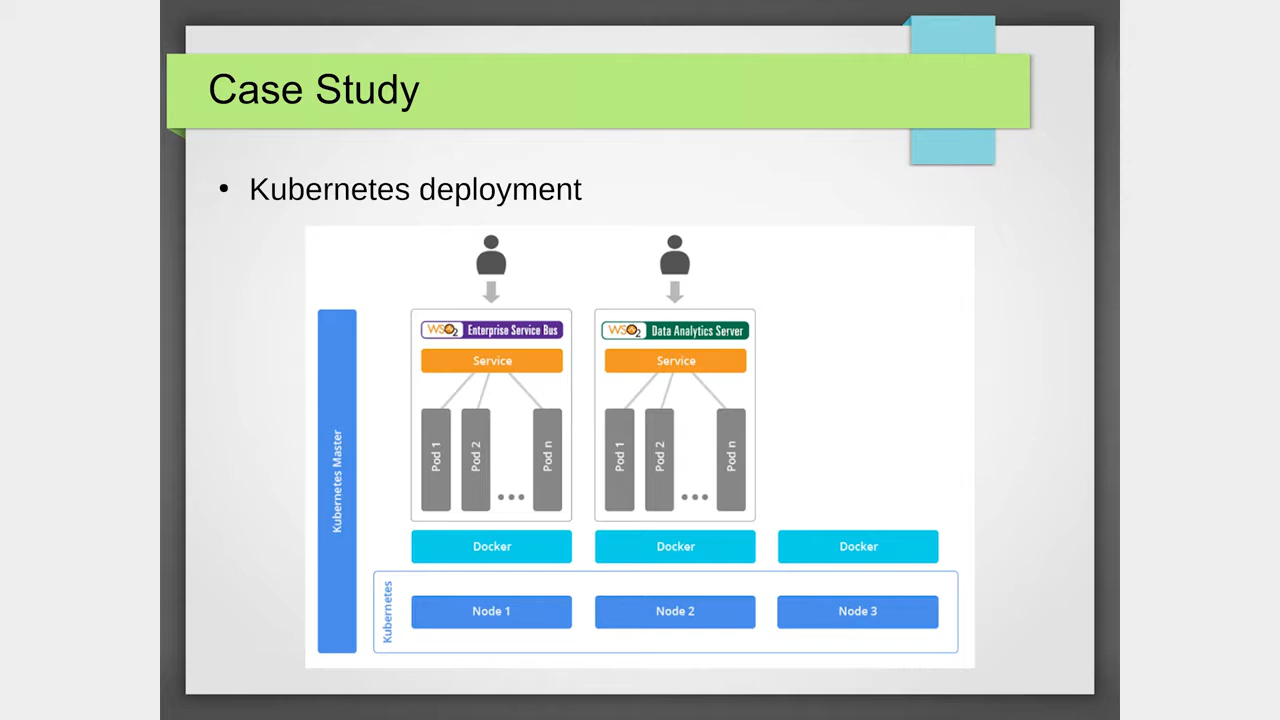 Case Study
• Kubernetes deployment
WSO2 Enterprise Service Bus
WSO2 Data Analytics Server
Service
Service
Kubernetes Master
Pod 1
Pod 2
...
Pod n
Pod 1
Pod 2
...
Pod n
Docker
Docker
Docker
Kubernetes
Node 1
Node 2
Node 3